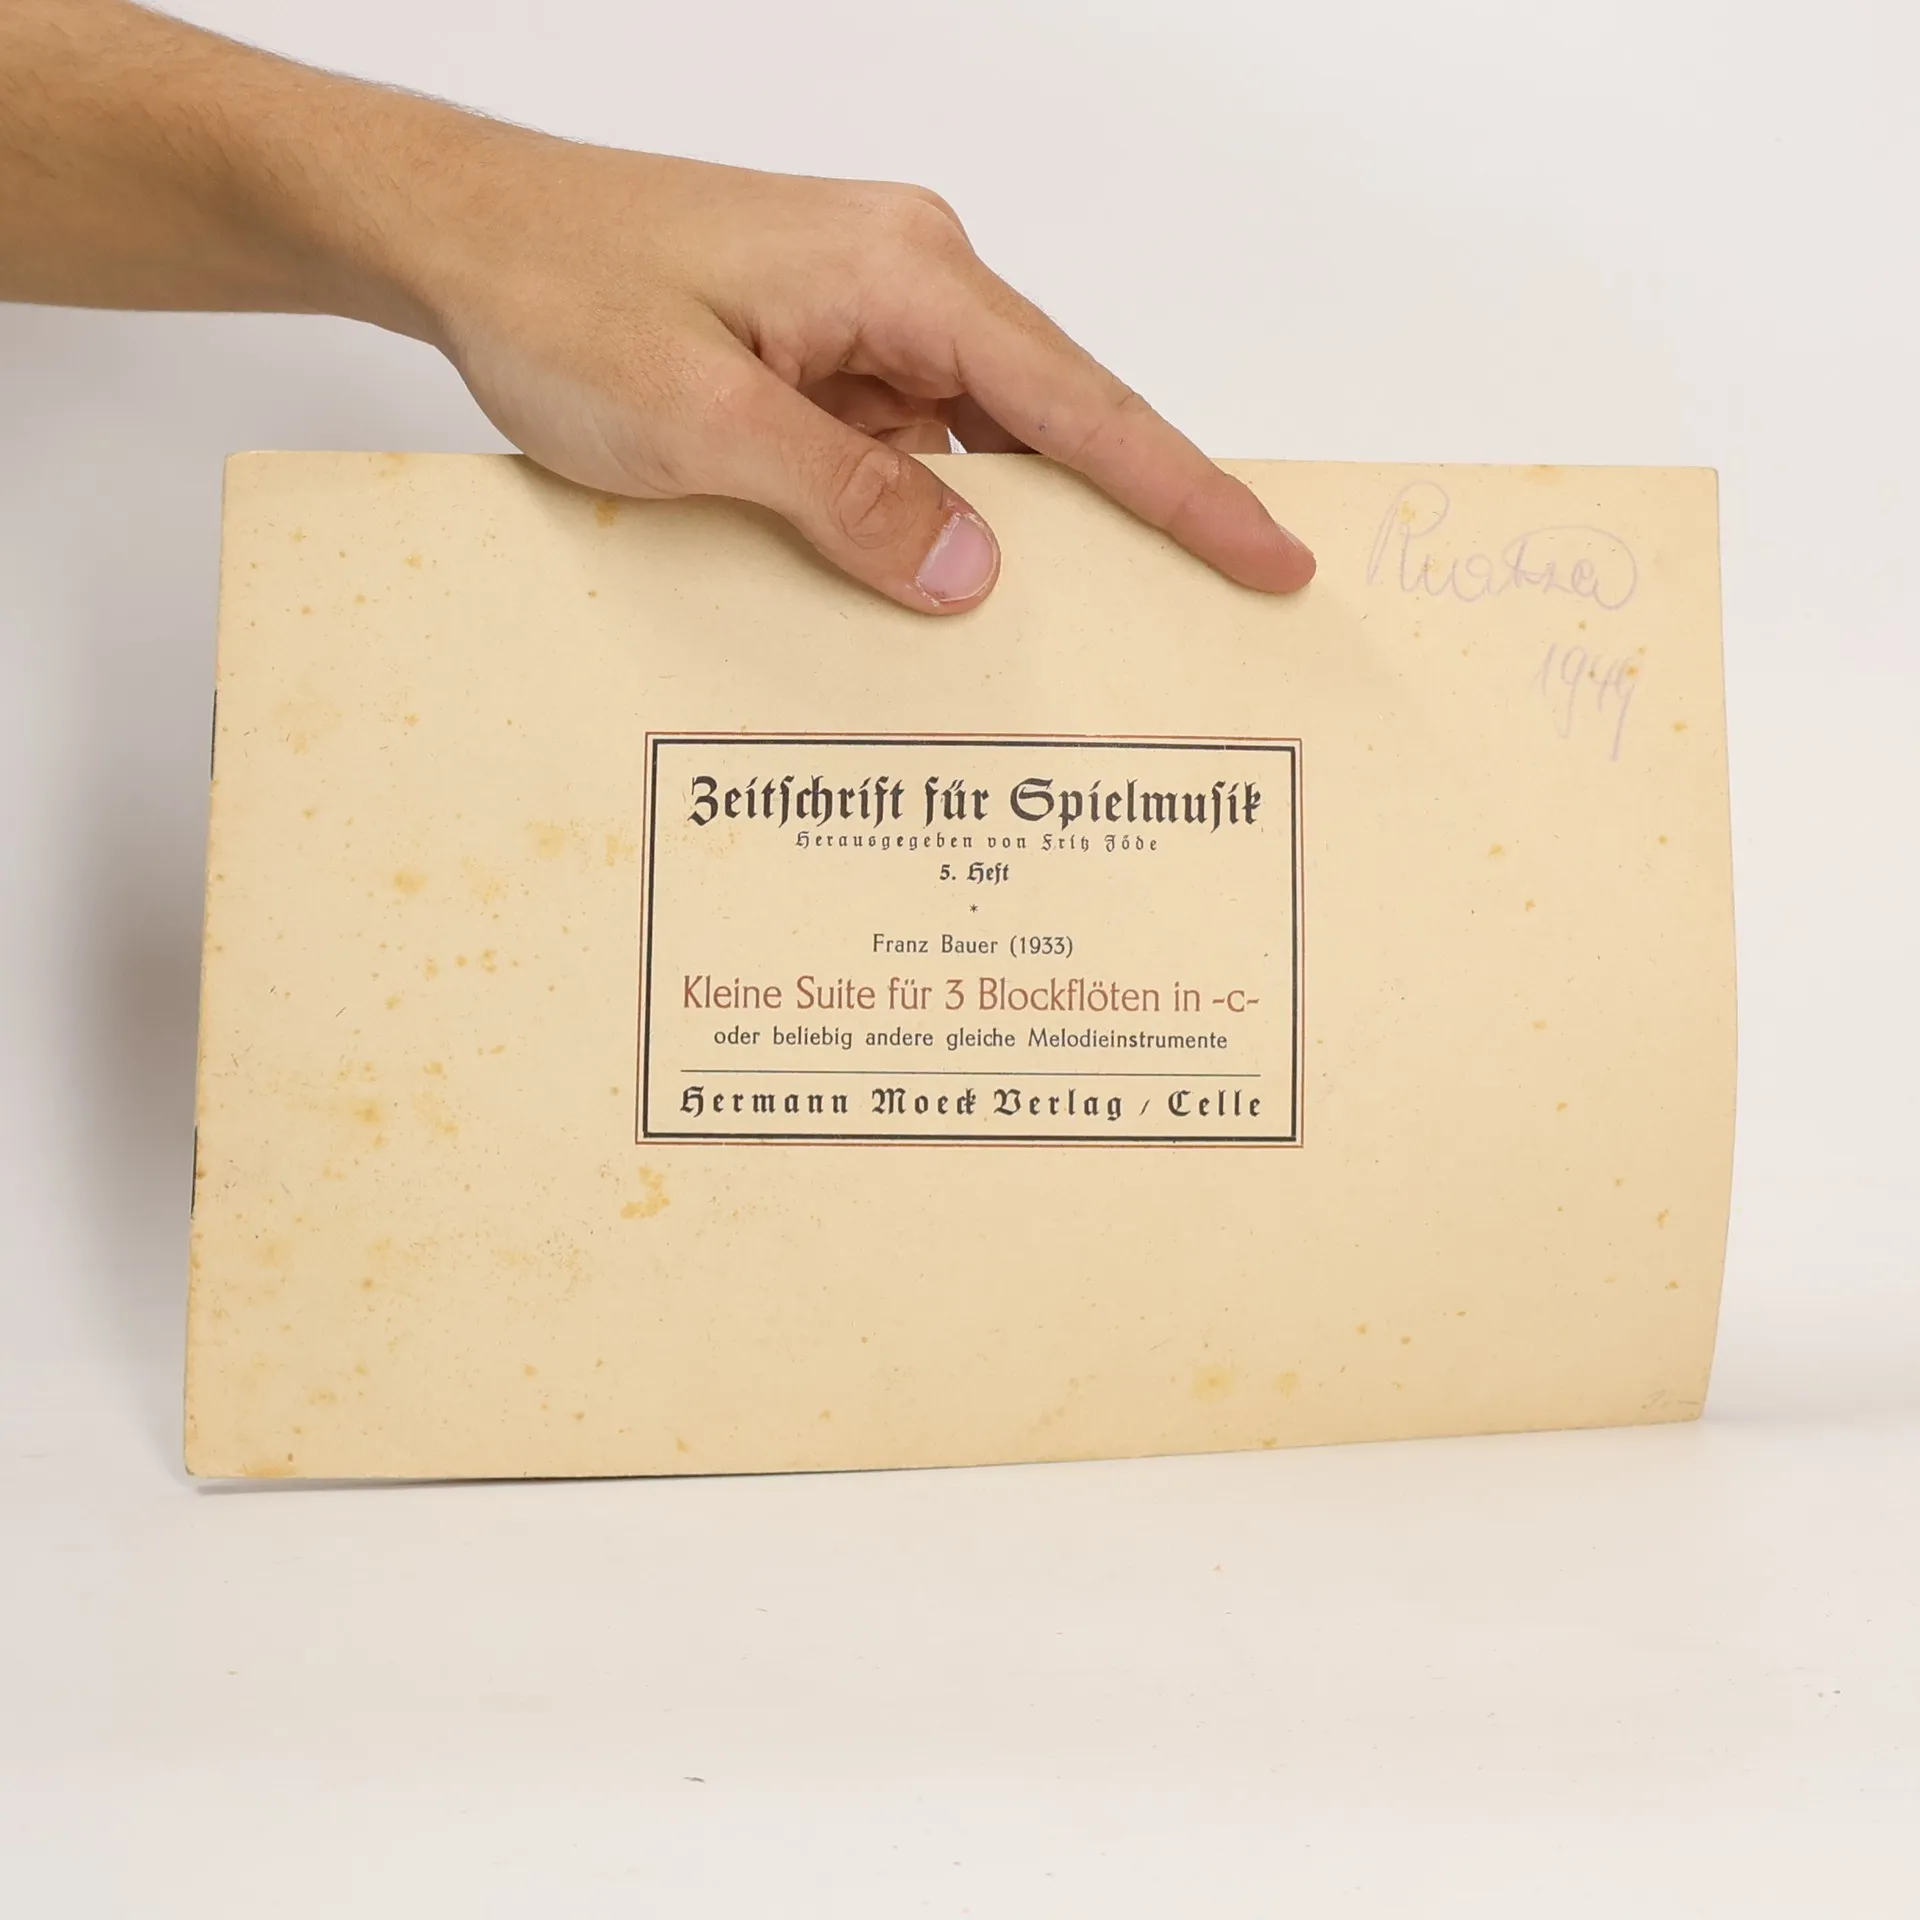 1949
Zeitschrift für Spielmusik
Herausgegeben von Fritz Jöde
5. Heft
*
Franz Bauer (1933)
Kleine Suite für 3 Blockflöten in -c-
oder beliebig andere gleiche Melodieinstrumente
Hermann Moeck Verlag / Celle